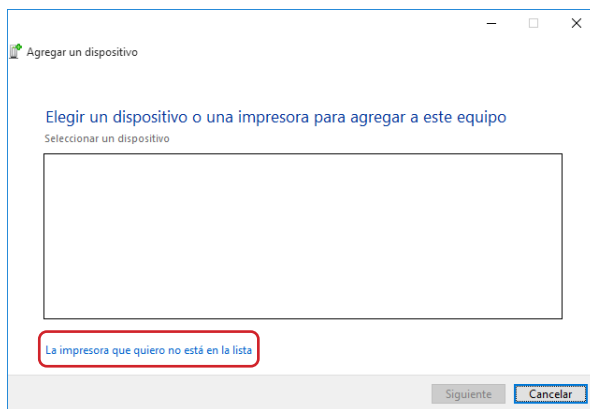 Agregar un dispositivo
Elegir un dispositivo o una impresora para agregar a este equipo
Seleccionar un dispositivo
La impresora que quiero no está en la lista
Siguiente
Cancelar